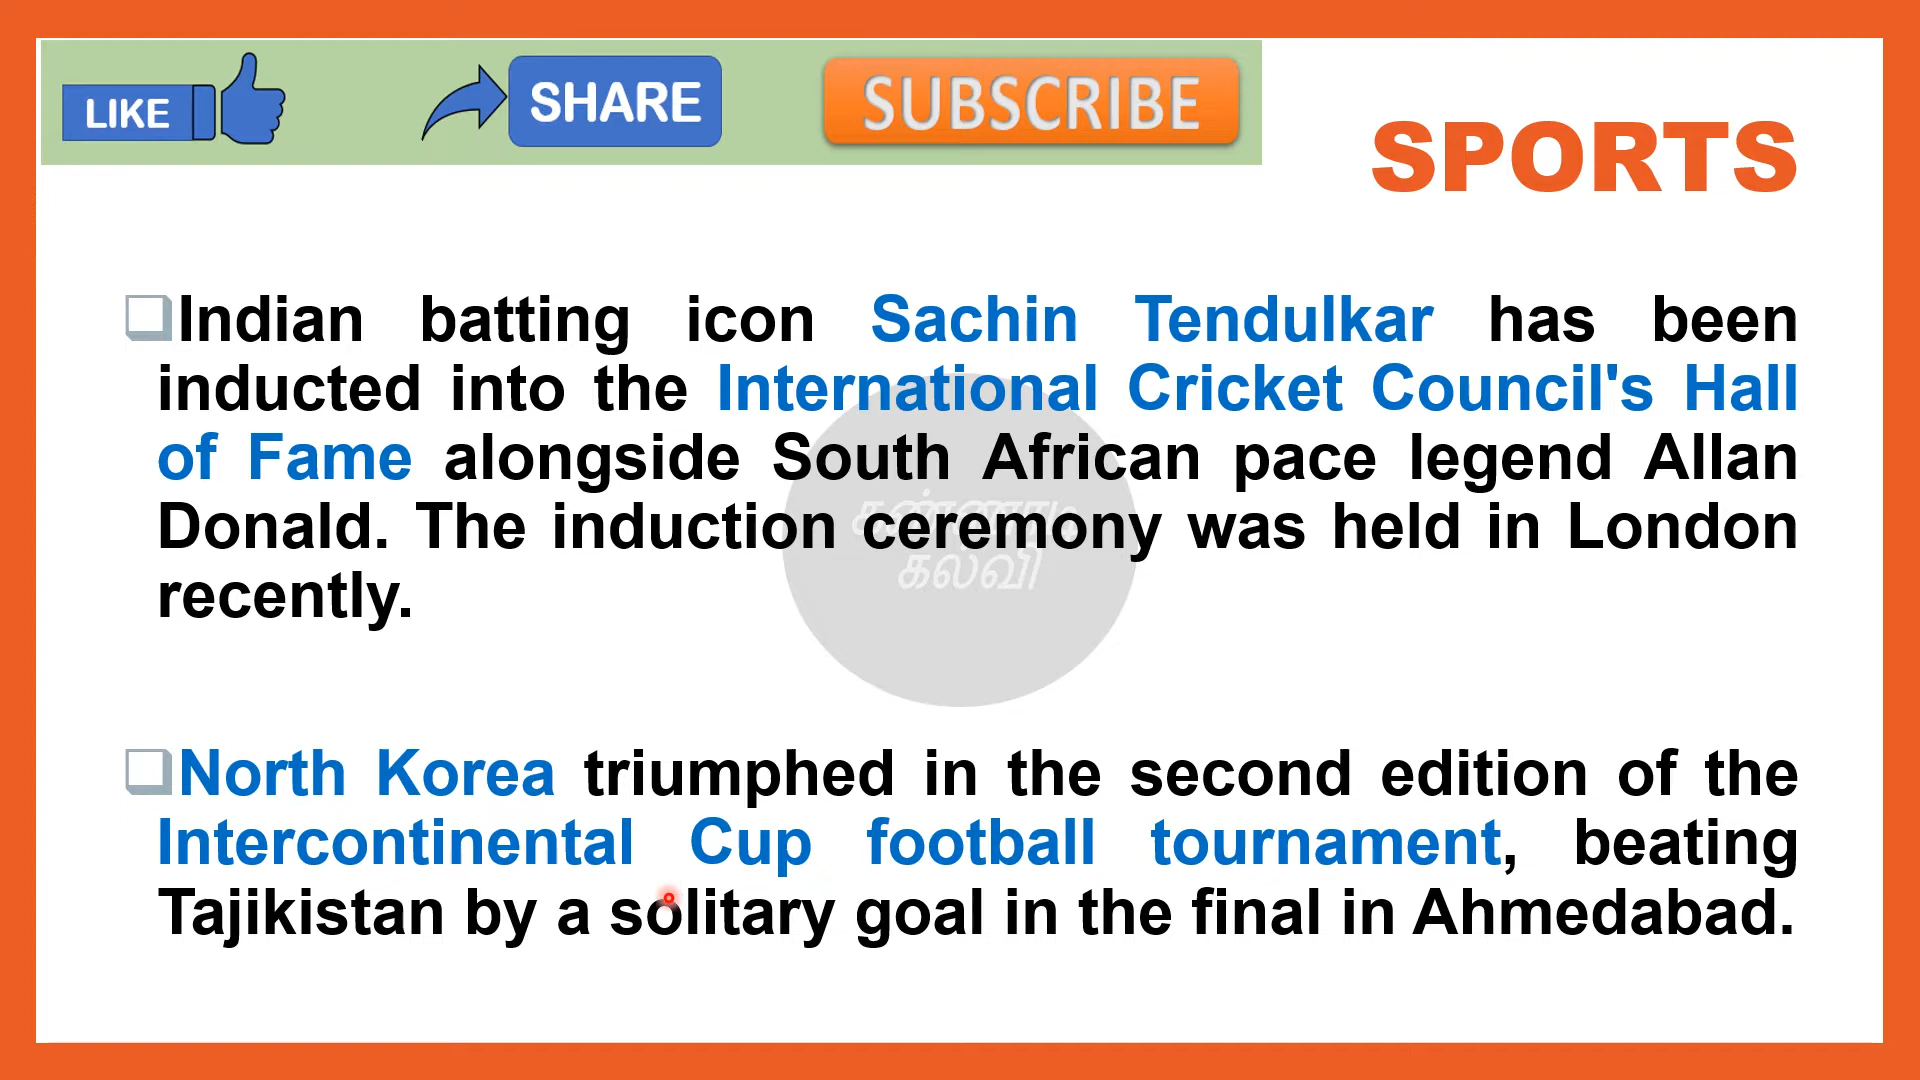 LIKE
SHARE
SUBSCRIBE
SPORTS
Indian batting icon Sachin Tendulkar has been
inducted into the International Cricket Council's Hall
of Fame alongside South African pace legend Allan
Donald. The induction ceremony was held in London
recently.
கல்வி
North Korea triumphed in the second edition of the
Intercontinental Cup football tournament, beating
Tajikistan by a solitary goal in the final in Ahmedabad.